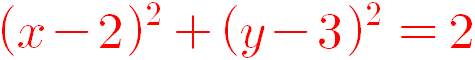 (x − 2)² + (y − 3)² = 2